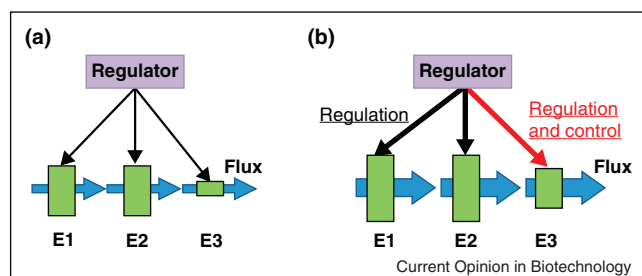 (a)
Regulator
Flux
E1 E2 E3
(b)
Regulator
Regulation
Regulation
and control
Flux
E1 E2 E3
Current Opinion in Biotechnology